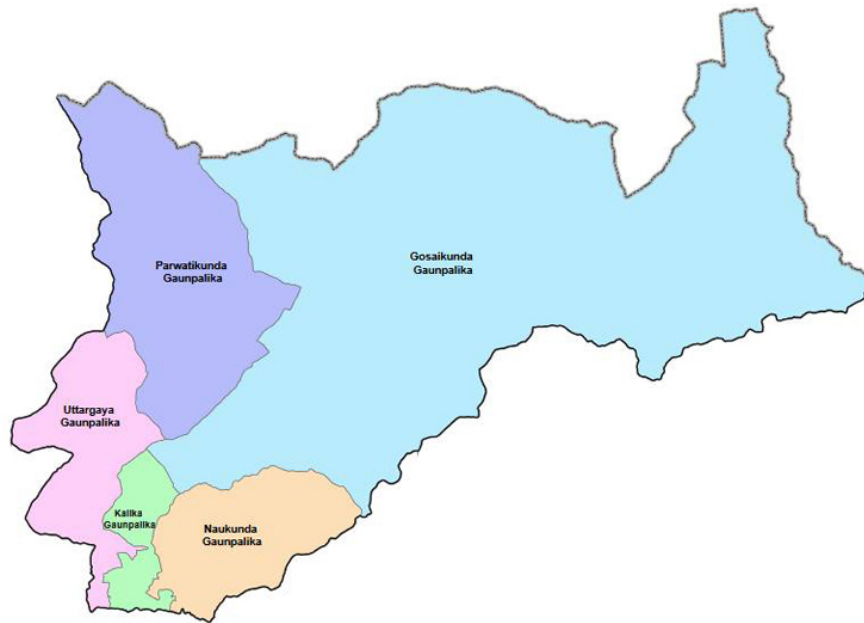 Parwatikunda
Gaunpalika
Gosaikunda
Gaunpalika
Uttargaya
Gaunpalika
Kalika
Gaunpalika
Naukunda
Gaunpalika